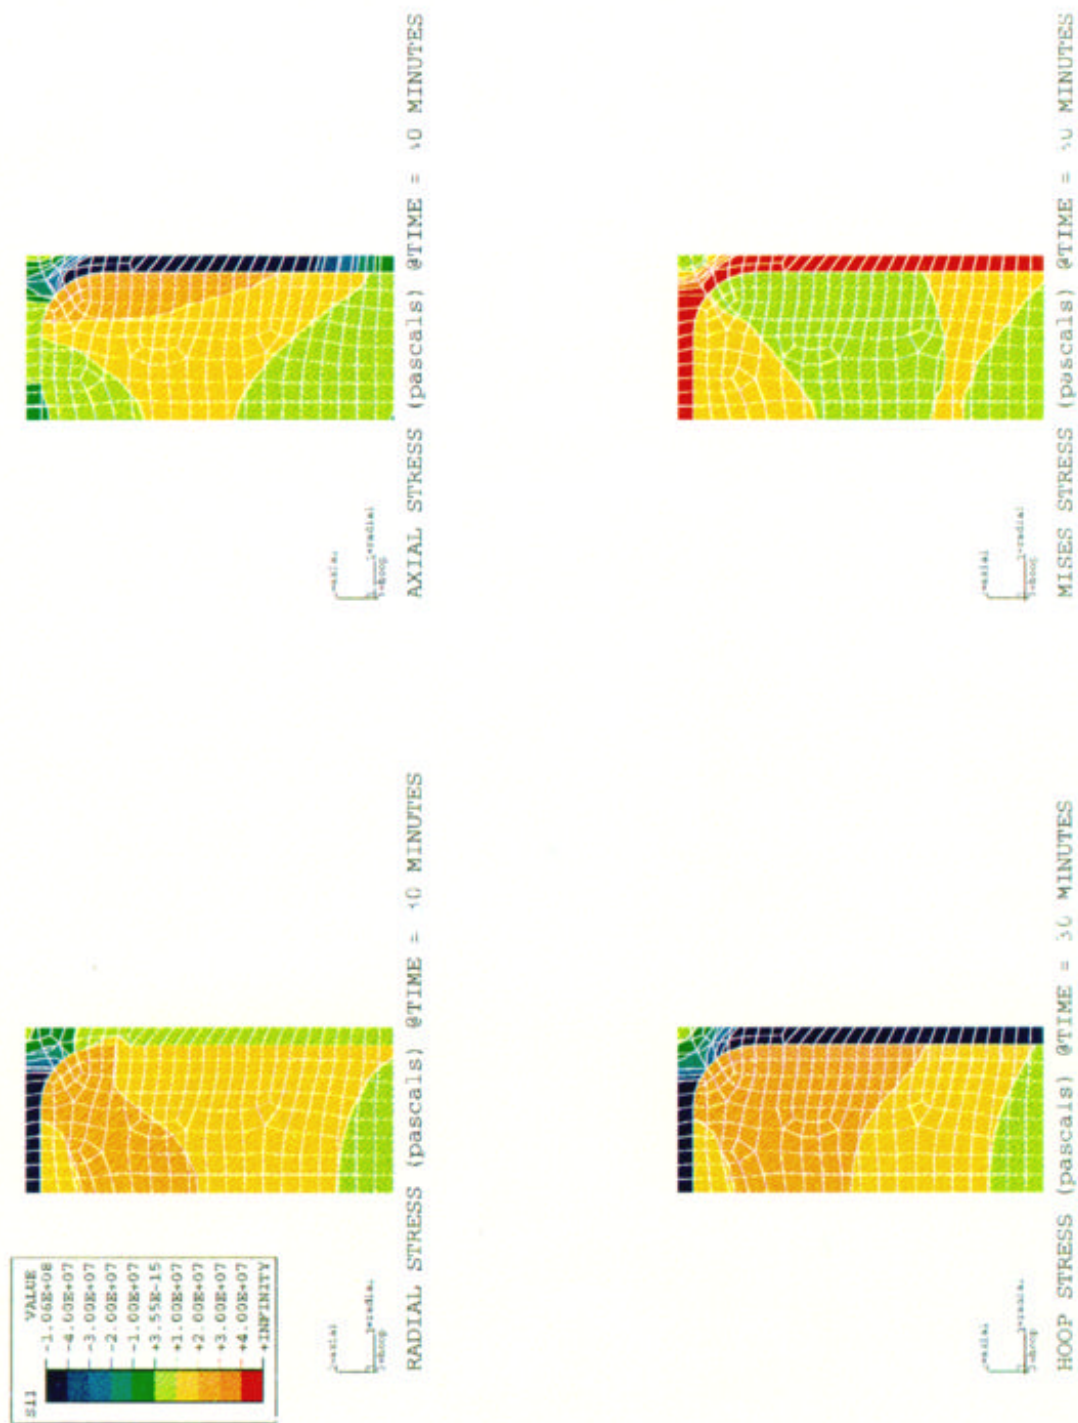 S11 VALUE
-1.06E+08
-4.00E+07
-3.00E+07
-2.00E+07
-1.00E+07
+3.55E-15
+1.00E+07
+2.00E+07
+3.00E+07
+4.00E+07
+INFINITY
RADIAL STRESS (pascals) @TIME = MINUTES
AXIAL STRESS (pascals) @TIME = MINUTES
HOOP STRESS (pascals) @TIME = 30 MINUTES
MISES STRESS (pascals) @TIME = MINUTES